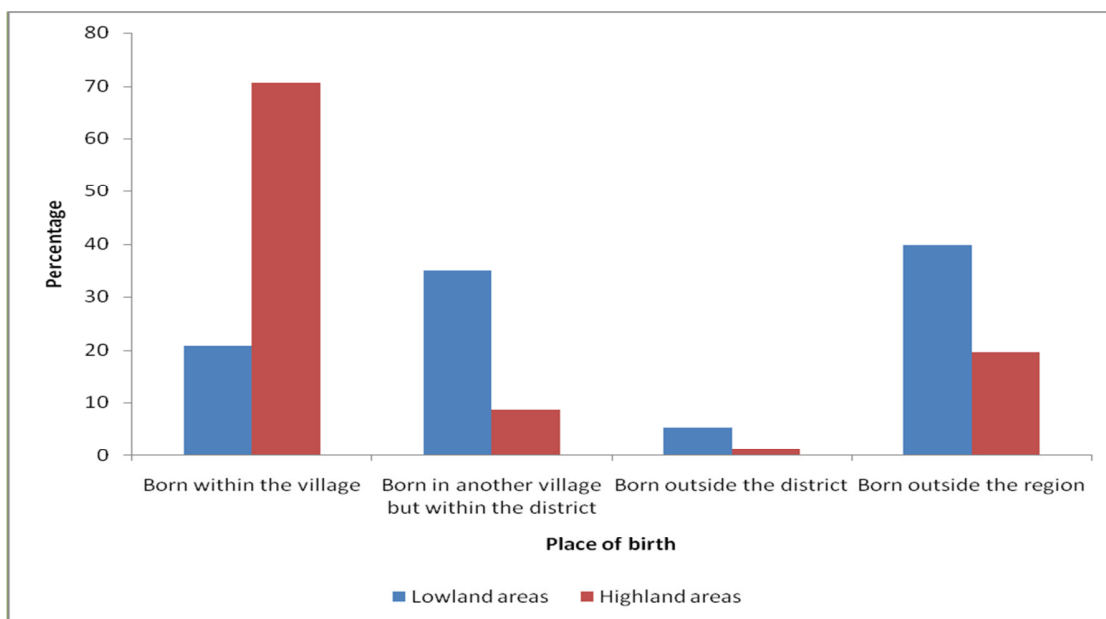 80
70
60
50
40
30
20
10
0
Percentage
Born within the village
Born in another village
but within the district
Born outside the district
Born outside the region
Place of birth
Lowland areas
Highland areas